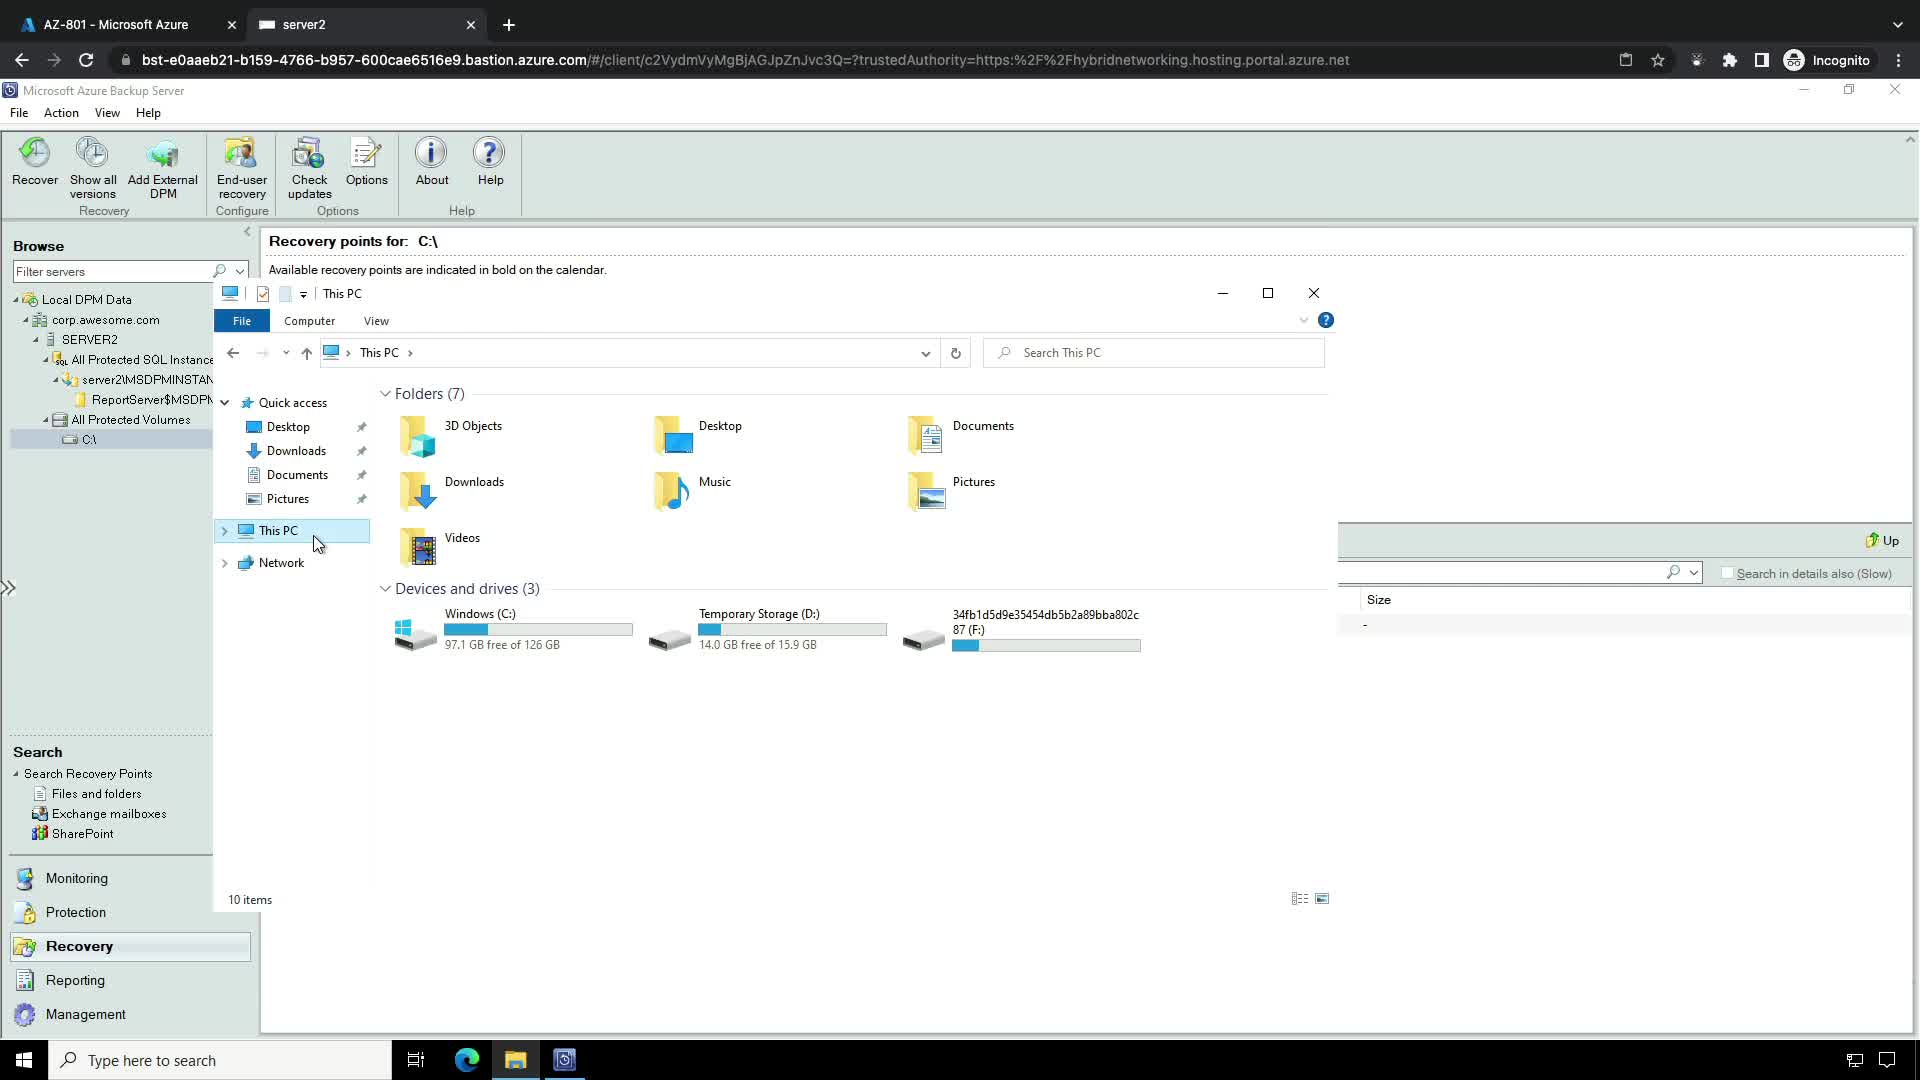 AZ-801 - Microsoft Azure
server2
bst-e0aaeb21-b159-4766-b957-600cae6516e9.bastion.azure.com/#/client/c2VydmVyMgBjAGJpZnJvc3Q=?trustedAuthority=https:%2F%2Fhybridnetworking.hosting.portal.azure.net
Incognito
Microsoft Azure Backup Server
File Action View Help
Recover
Show all versions
Add External DPM
Recovery
End-user recovery
Configure
Check updates
Options
Options
About
Help
Help
Browse
Filter servers
Local DPM Data
corp.awesome.com
SERVER2
All Protected SQL Instance
server2\MSDPMINSTAN
ReportServer$MSDPM
All Protected Volumes
C:\
Recovery points for: C:\
Available recovery points are indicated in bold on the calendar.
This PC
File Computer View
This PC
Search This PC
Quick access
Desktop
Downloads
Documents
Pictures
This PC
Network
Folders (7)
3D Objects
Desktop
Documents
Downloads
Music
Pictures
Videos
Devices and drives (3)
Windows (C:)
97.1 GB free of 126 GB
Temporary Storage (D:)
14.0 GB free of 15.9 GB
34fb1d5d9e35454db5b2a89bba802c
87 (F:)
10 items
Up
Search in details also (Slow)
Size
-
Search
Search Recovery Points
Files and folders
Exchange mailboxes
SharePoint
Monitoring
Protection
Recovery
Reporting
Management
Type here to search